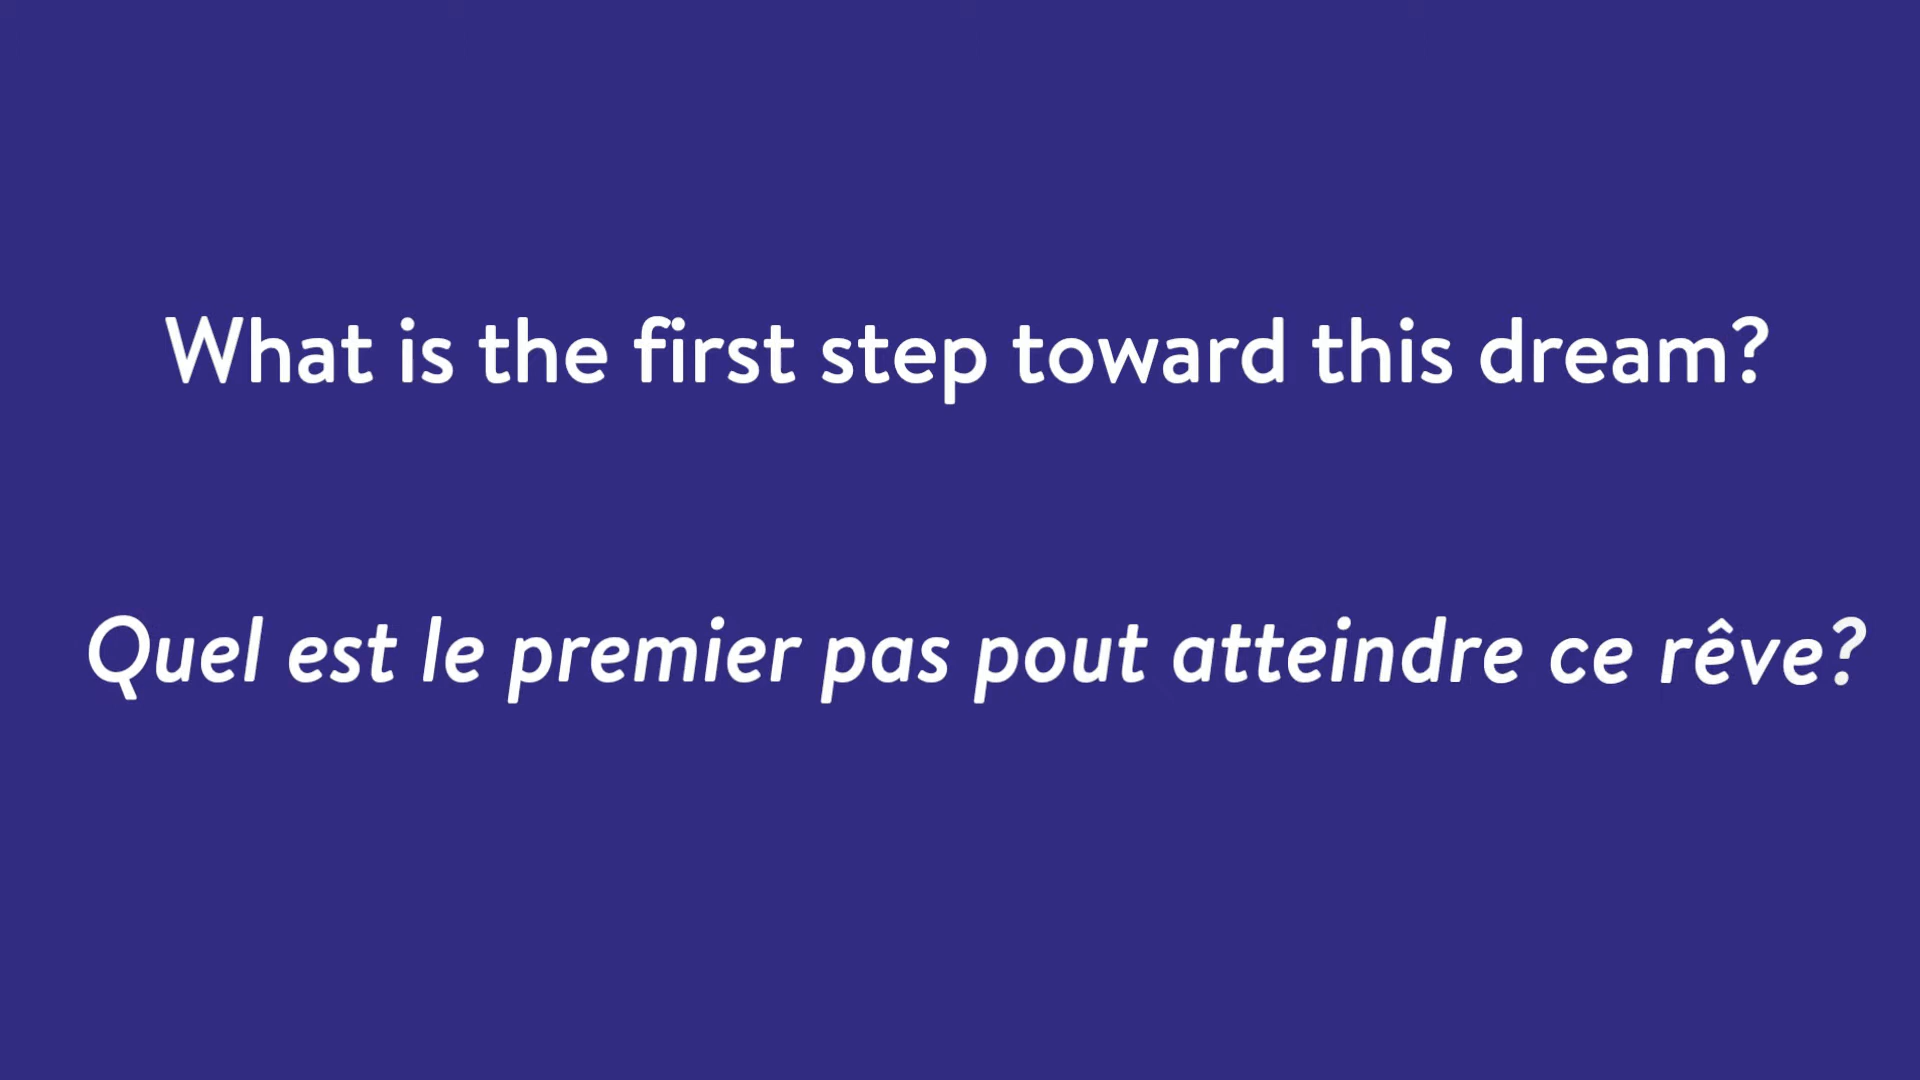 What is the first step toward this dream?
Quel est le premier pas pout atteindre ce rêve?